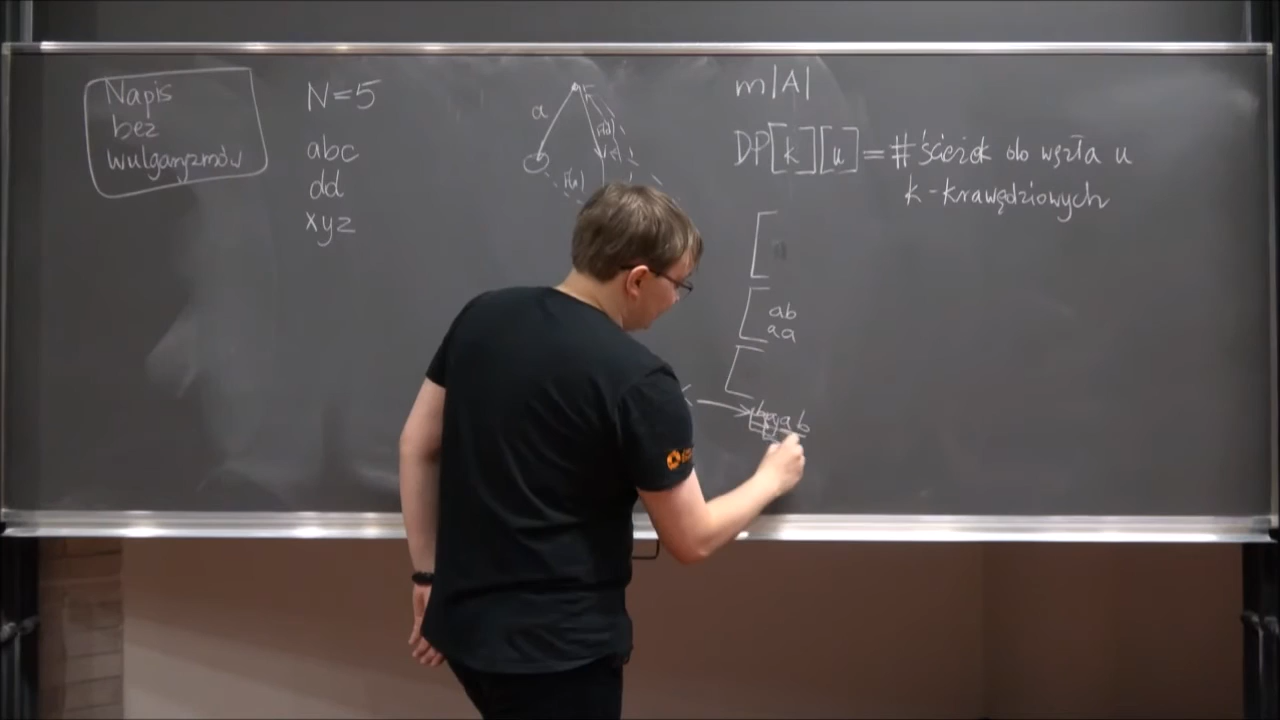 Napis
bez
wulgaryzmów
N=5
abc
dd
xyz
a
m|A|
DP[k][u] = # ścieżek do węzła u
k-krawędziowych
ab
aa